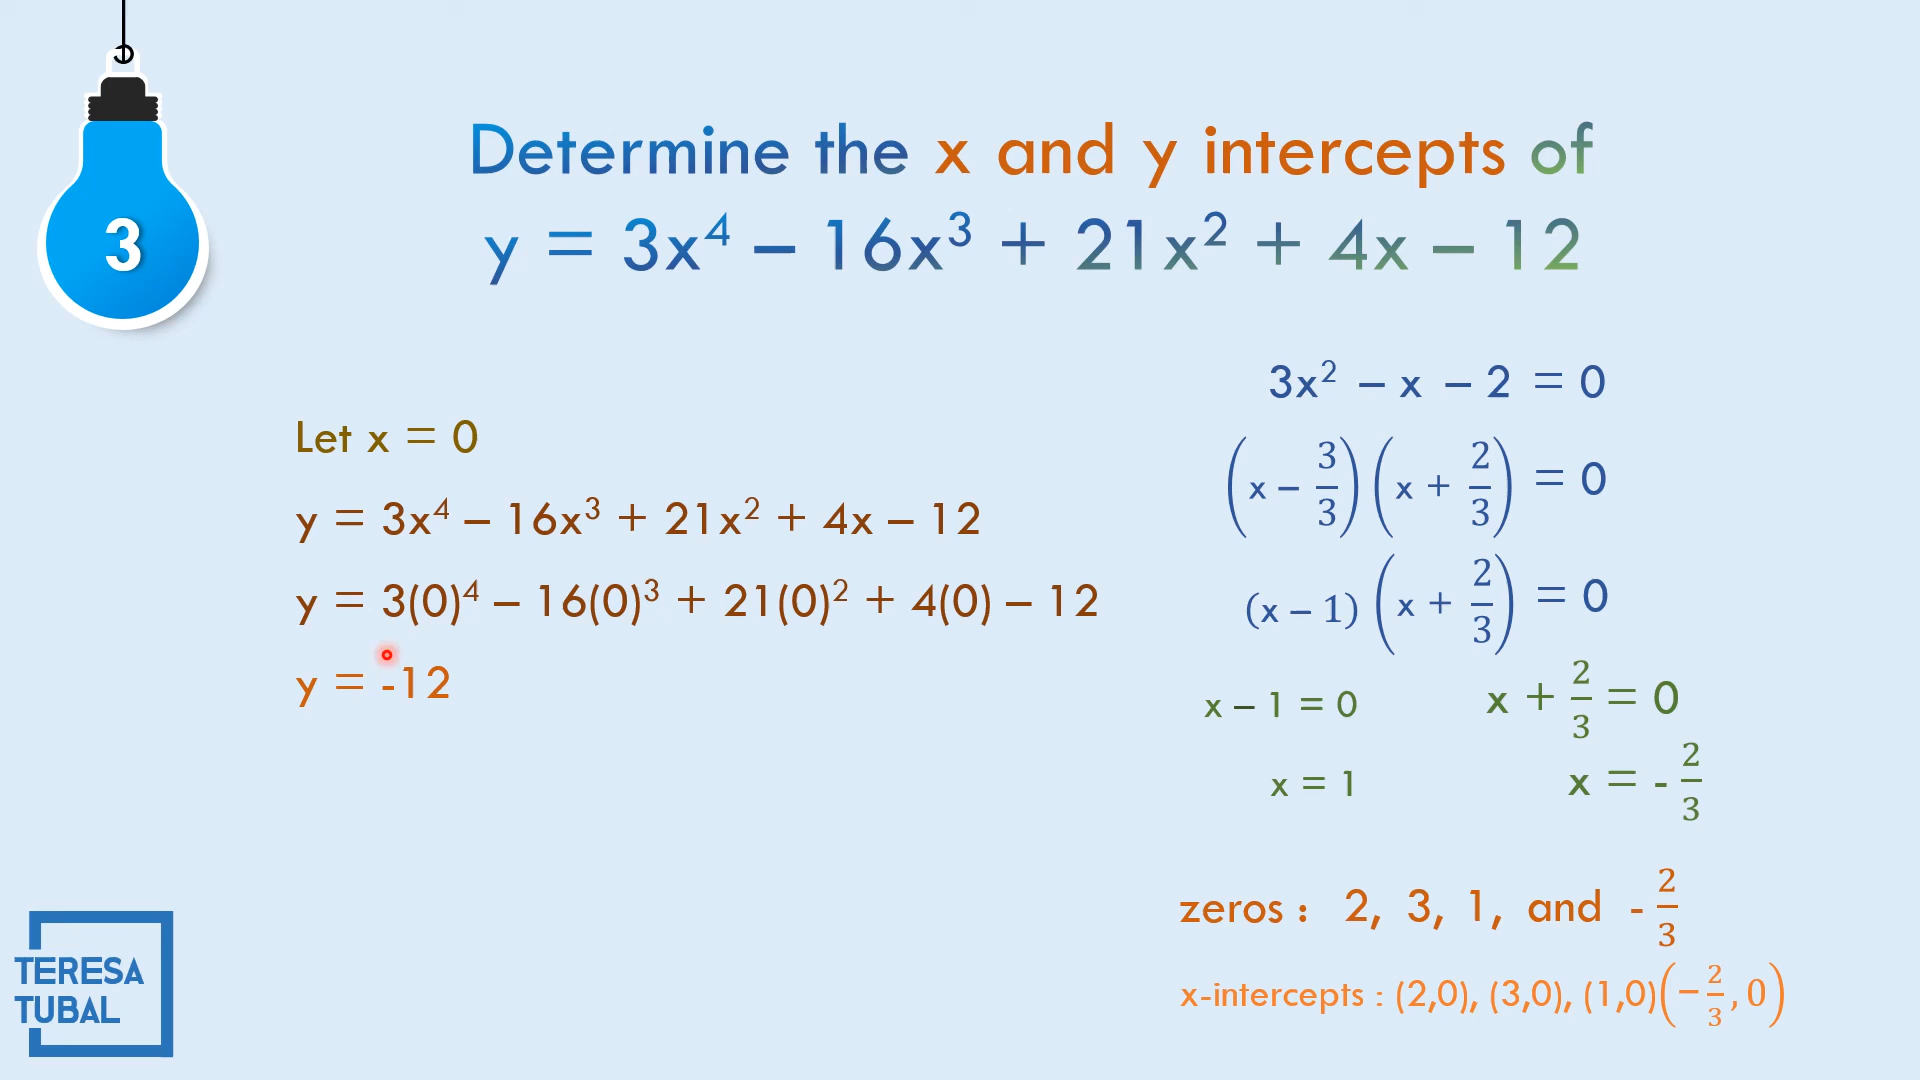 3
Determine the x and y intercepts of
y = 3x⁴ – 16x³ + 21x² + 4x – 12
Let x = 0
y = 3x⁴ – 16x³ + 21x² + 4x – 12
y = 3(0)⁴ – 16(0)³ + 21(0)² + 4(0) – 12
y = -12
3x² – x – 2 = 0
(x – 3/3)(x + 2/3) = 0
(x – 1)(x + 2/3) = 0
x – 1 = 0 x + 2/3 = 0
x = 1 x = - 2/3
zeros : 2, 3, 1, and - 2/3
x-intercepts : (2,0), (3,0), (1,0)(– 2/3, 0)
TERESA
TUBAL